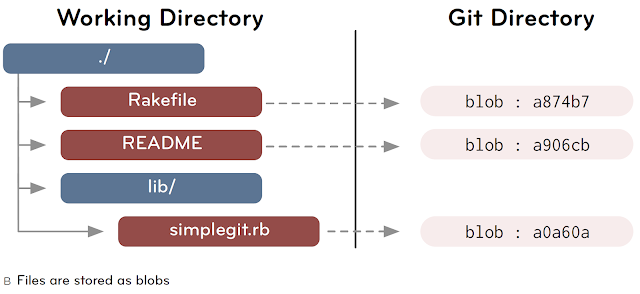 Working Directory
Git Directory
./
Rakefile
blob : a874b7
README
blob : a906cb
lib/
simplegit.rb
blob : a0a60a
B Files are stored as blobs